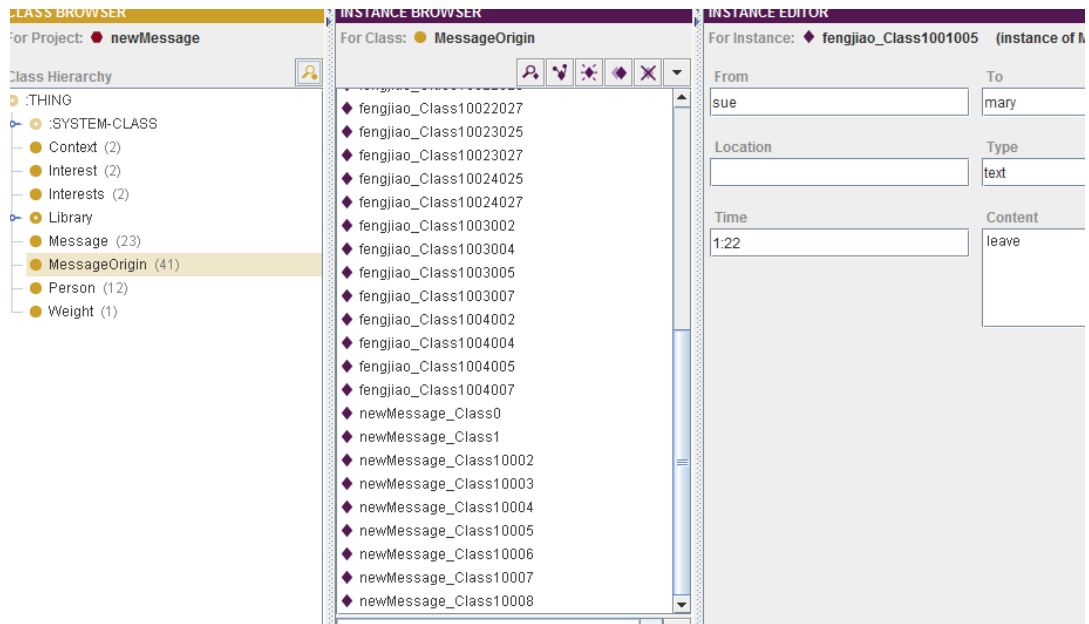 CLASS BROWSER
For Project: newMessage
Class Hierarchy
:THING
:SYSTEM-CLASS
Context (2)
Interest (2)
Interests (2)
Library
Message (23)
MessageOrigin (41)
Person (12)
Weight (1)
INSTANCE BROWSER
For Class: MessageOrigin
fengjiao_Class10022027
fengjiao_Class10023025
fengjiao_Class10023027
fengjiao_Class10024025
fengjiao_Class10024027
fengjiao_Class1003002
fengjiao_Class1003004
fengjiao_Class1003005
fengjiao_Class1003007
fengjiao_Class1004002
fengjiao_Class1004004
fengjiao_Class1004005
fengjiao_Class1004007
newMessage_Class0
newMessage_Class1
newMessage_Class10002
newMessage_Class10003
newMessage_Class10004
newMessage_Class10005
newMessage_Class10006
newMessage_Class10007
newMessage_Class10008
INSTANCE EDITOR
For Instance: fengjiao_Class1001005 (instance of M
From To
sue mary
Location Type
text
Time Content
1:22 leave